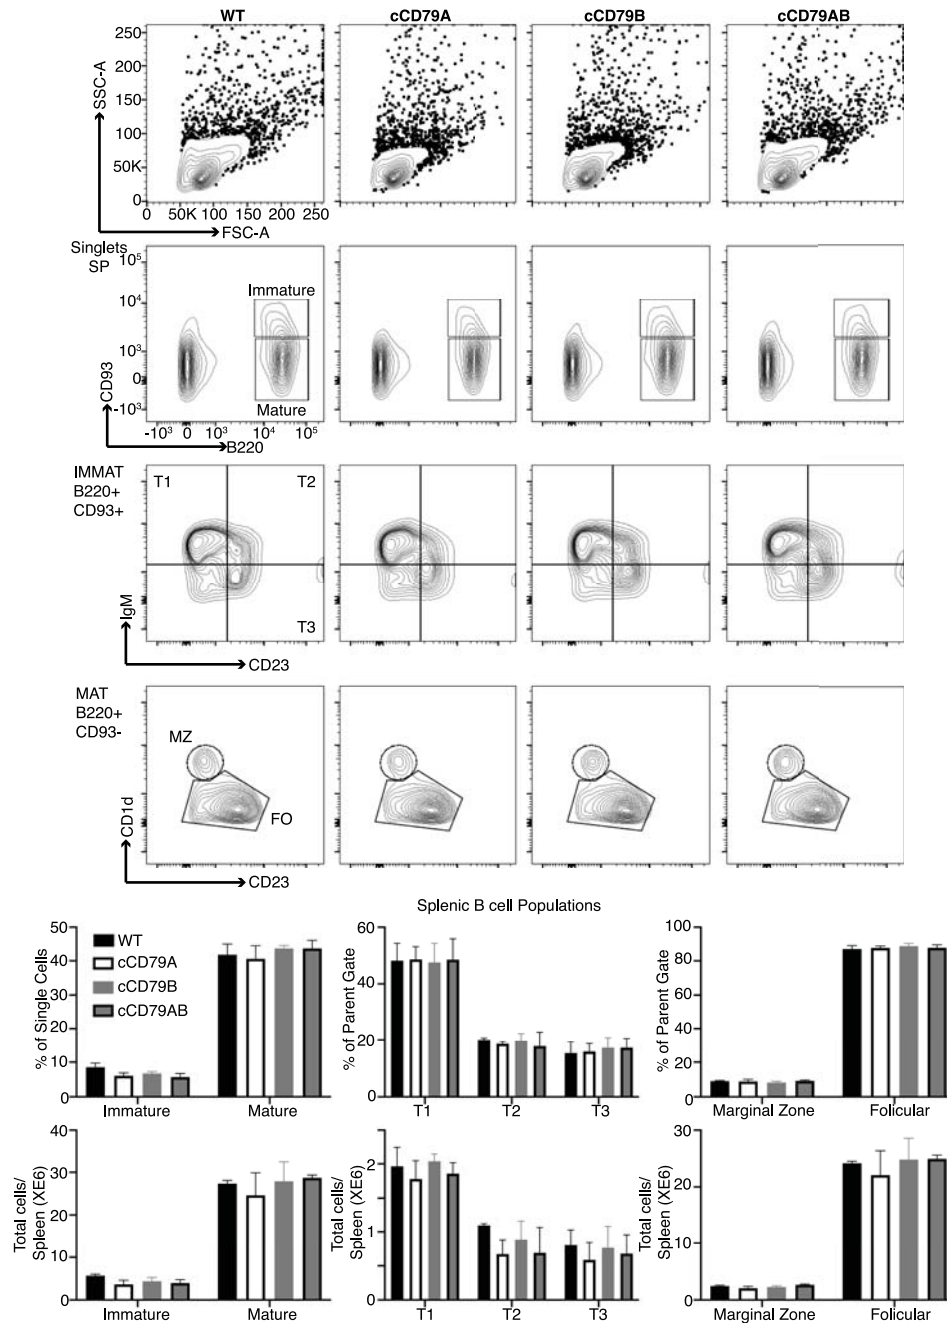 WT cCD79A cCD79B cCD79AB
SSC-A
250
200
150
100
50K
0
0 50K 100 150 200 250
FSC-A
Singlets
SP
10⁵
10⁴
10³
0
-10³
CD93
Immature
Mature
-10³ 0 10³ 10⁴ 10⁵
B220
IMMAT
B220+
CD93+
T1 T2
T3
IgM
CD23
MAT
B220+
CD93-
MZ
FO
CD1d
CD23
Splenic B cell Populations
% of Single Cells
50
40
30
20
10
0
WT
cCD79A
cCD79B
cCD79AB
Immature Mature
% of Parent Gate
60
40
20
0
T1 T2 T3
% of Parent Gate
100
80
60
40
20
0
Marginal Zone Folicular
Total cells/
Spleen (XE6)
40
30
20
10
0
Immature Mature
Total cells/
Spleen (XE6)
2
1
0
T1 T2 T3
Total cells/
Spleen (XE6)
30
20
10
0
Marginal Zone Folicular